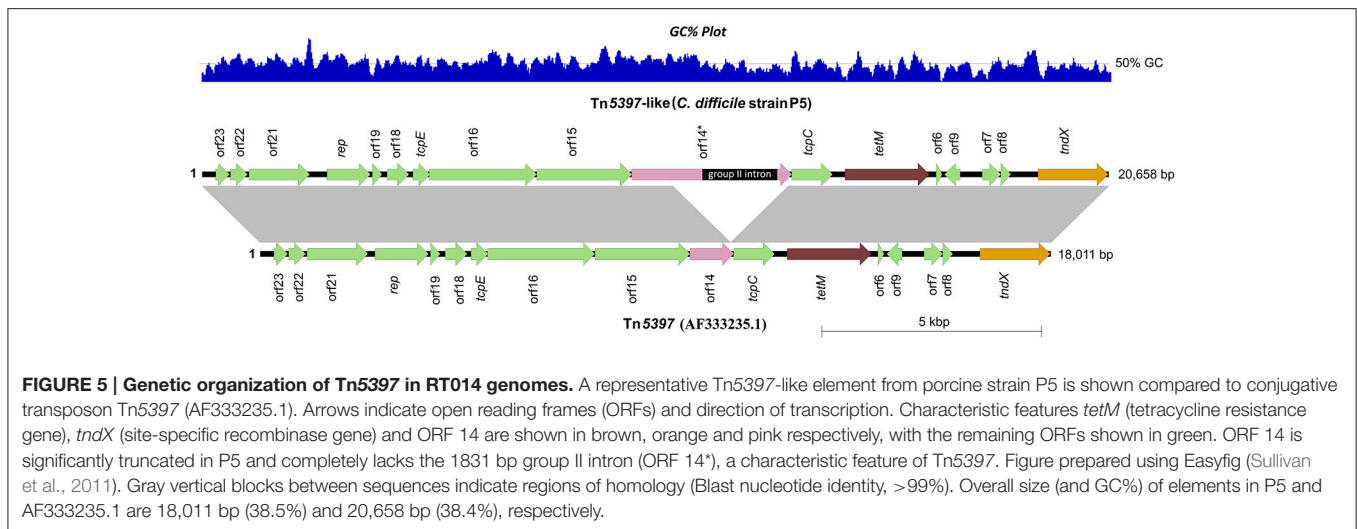 GC% Plot
50% GC
Tn5397-like (C. difficile strain P5)
orf23 orf22 orf21 rep orf19 orf18 tcpE orf16 orf15 orf14* tcpC tetM orf6 orf9 orf7 orf8 tndX
1 group II intron 20,658 bp
1 18,011 bp
orf23 orf22 orf21 rep orf19 orf18 tcpE orf16 orf15 orf14 tcpC tetM orf6 orf9 orf7 orf8 tndX
Tn5397 (AF333235.1)
5 kbp
FIGURE 5 | Genetic organization of Tn5397 in RT014 genomes. A representative Tn5397-like element from porcine strain P5 is shown compared to conjugative
transposon Tn5397 (AF333235.1). Arrows indicate open reading frames (ORFs) and direction of transcription. Characteristic features tetM (tetracycline resistance
gene), tndX (site-specific recombinase gene) and ORF 14 are shown in brown, orange and pink respectively, with the remaining ORFs shown in green. ORF 14 is
significantly truncated in P5 and completely lacks the 1831 bp group II intron (ORF 14*), a characteristic feature of Tn5397. Figure prepared using Easyfig (Sullivan
et al., 2011). Gray vertical blocks between sequences indicate regions of homology (Blast nucleotide identity, >99%). Overall size (and GC%) of elements in P5 and
AF333235.1 are 18,011 bp (38.5%) and 20,658 bp (38.4%), respectively.